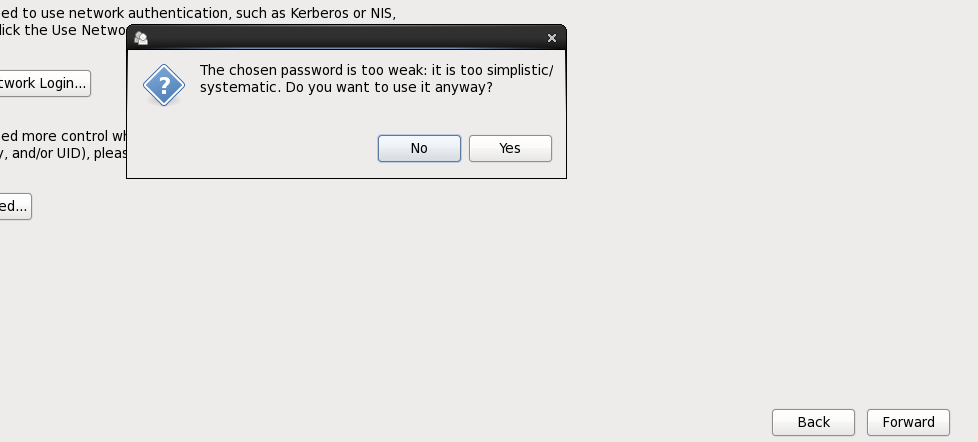 ed to use network authentication, such as Kerberos or NIS,
lick the Use Netwo
The chosen password is too weak: it is too simplistic/
systematic. Do you want to use it anyway?
twork Login...
ed more control wh
No
Yes
y, and/or UID), pleas
ed...
Back
Forward